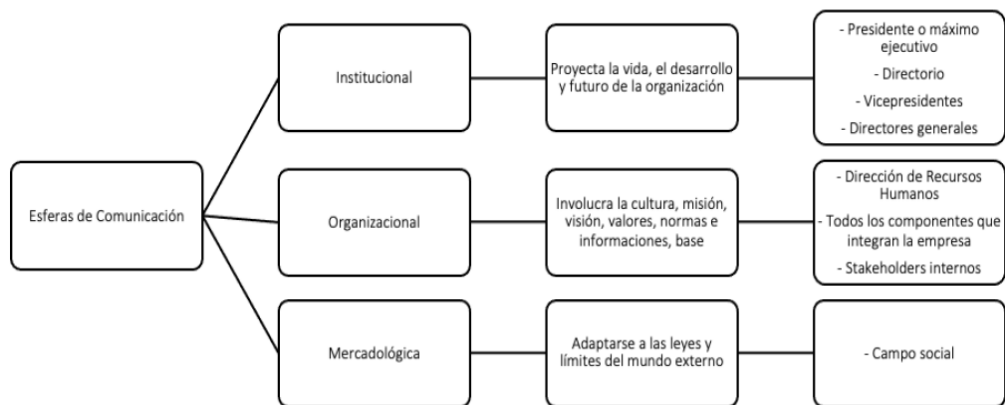 Esferas de Comunicación
Institucional
Proyecta la vida, el desarrollo
y futuro de la organización
- Presidente o máximo
ejecutivo
- Directorio
- Vicepresidentes
- Directores generales
Organizacional
Involucra la cultura, misión,
visión, valores, normas e
informaciones, base
- Dirección de Recursos
Humanos
- Todos los componentes que
integran la empresa
- Stakeholders internos
Mercadológica
Adaptarse a las leyes y
límites del mundo externo
- Campo social